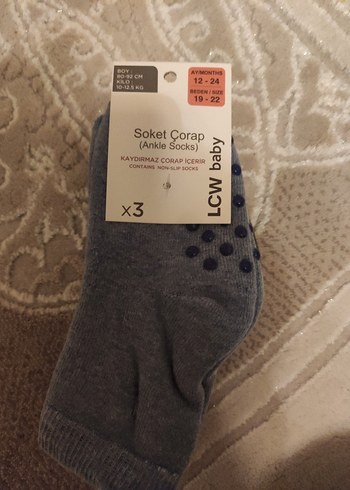 BOY :
80-92 CM
KİLO :
10-12.5 KG
AY/MONTHS
12 - 24
BEDEN / SIZE
19 - 22
Soket Çorap
(Ankle Socks)
KAYDIRMAZ ÇORAP İÇERİR
CONTAINS NON-SLIP SOCKS
x3
LCW baby